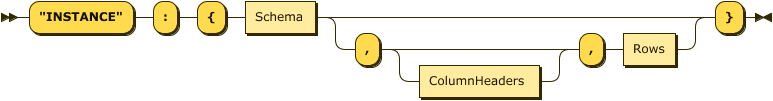 "INSTANCE" : { Schema }
, , Rows
ColumnHeaders